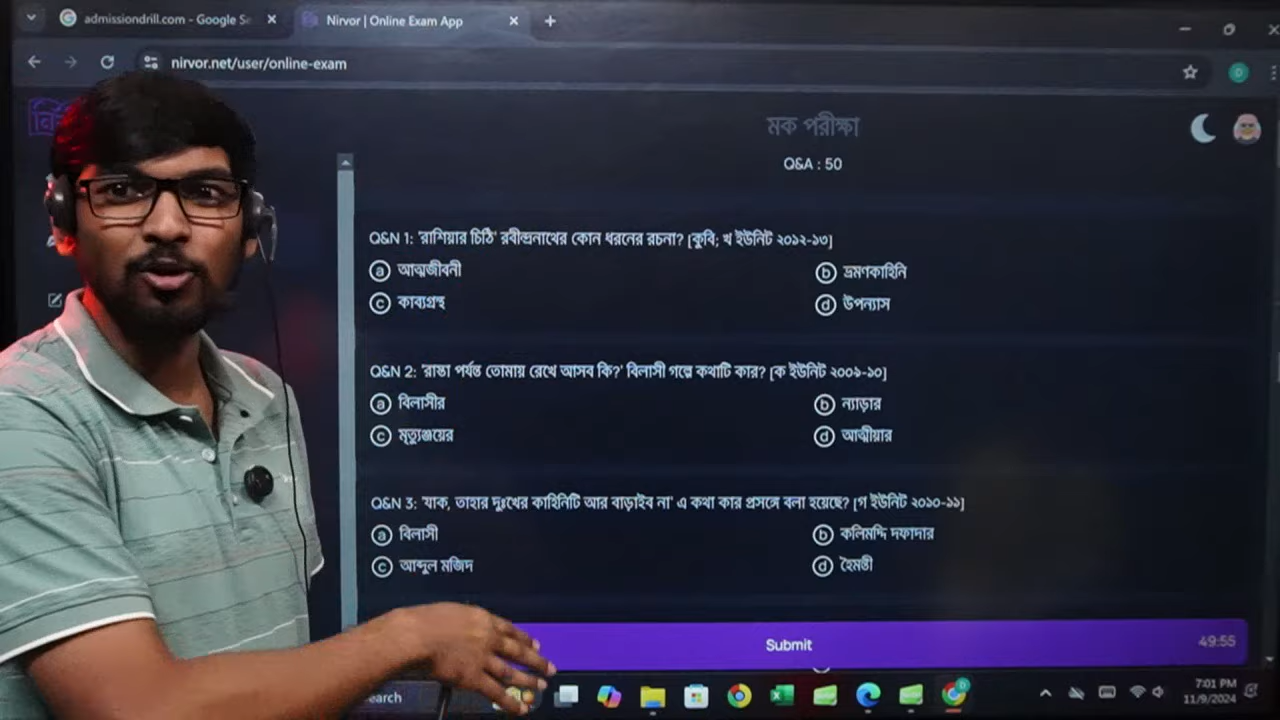 admissiondrill.com - Google Se
Nirvor | Online Exam App
nirvor.net/user/online-exam
মক পরীক্ষা
Q&A : 50
Q&N 1: 'রাশিয়ার চিঠি' রবীন্দ্রনাথের কোন ধরনের রচনা? [কুবি; খ ইউনিট ২০১২-১৩]
a আত্মজীবনী
b ভ্রমণকাহিনি
c কাব্যগ্রন্থ
d উপন্যাস
Q&N 2: 'রাস্তা পর্যন্ত তোমায় রেখে আসব কি?' বিলাসী গল্পে কথাটি কার? [ক ইউনিট ২০০৯-১০]
a বিলাসীর
b ন্যাড়ার
c মৃত্যুঞ্জয়ের
d আত্মীয়ার
Q&N 3: 'যাক, তাহার দুঃখের কাহিনিটি আর বাড়াইব না' এ কথা কার প্রসঙ্গে বলা হয়েছে? [গ ইউনিট ২০১০-১১]
a বিলাসী
b কলিমদ্দি দফাদার
c আব্দুল মজিদ
d হৈমন্তী
Submit
49:55
earch
7:01 PM
11/9/2024